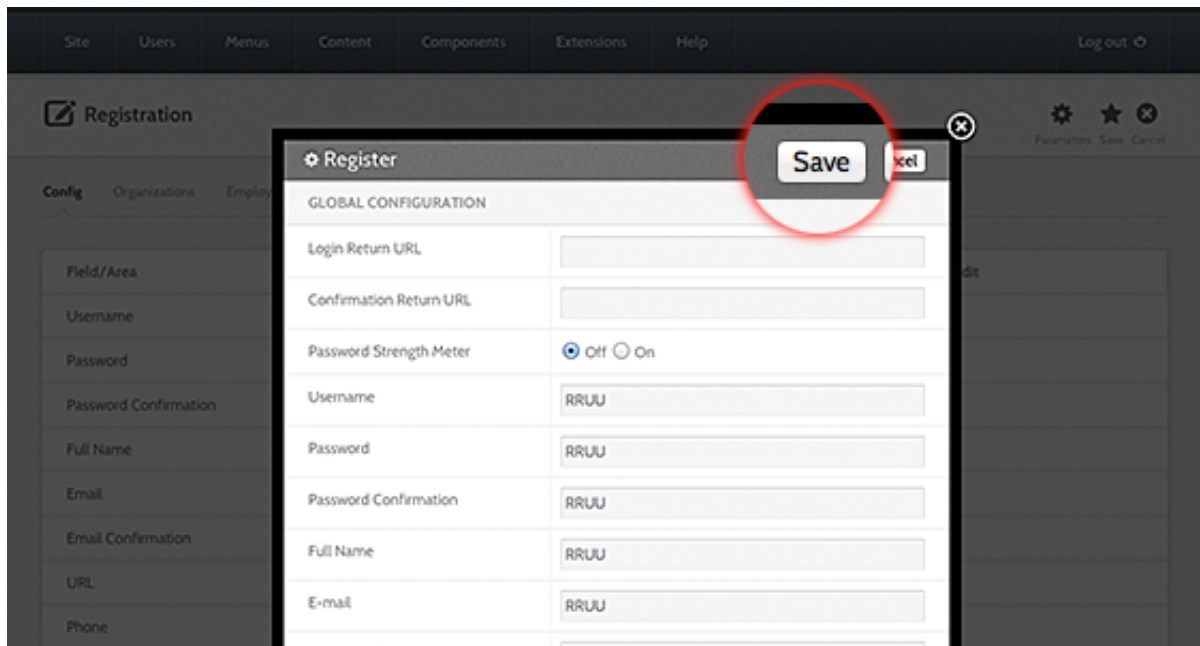 Site Users Menus Content Components Extensions Help Log out
Registration
Parameters Save Cancel
Config Organizations
Register Save
GLOBAL CONFIGURATION
Login Return URL
Confirmation Return URL
Password Strength Meter Off On
Username RRUU
Password RRUU
Password Confirmation RRUU
Full Name RRUU
E-mail RRUU
Field/Area
Username
Password
Password Confirmation
Full Name
Email
Email Confirmation
URL
Phone